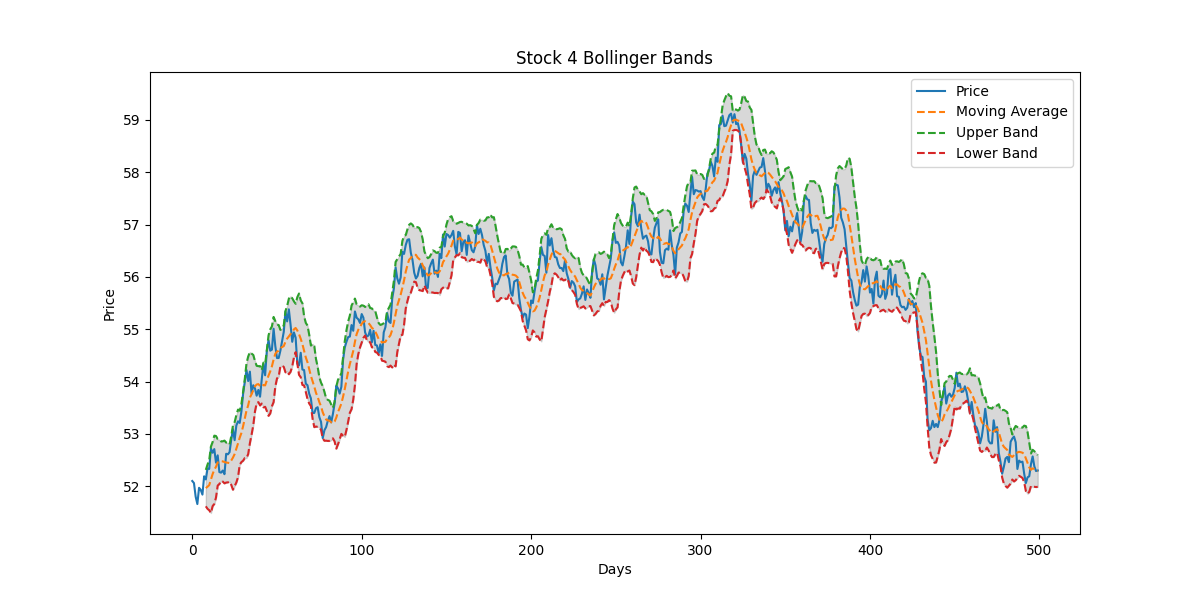 Stock 4 Bollinger Bands
Price
Moving Average
Upper Band
Lower Band
Price
59
58
57
56
55
54
53
52
0 100 200 300 400 500
Days